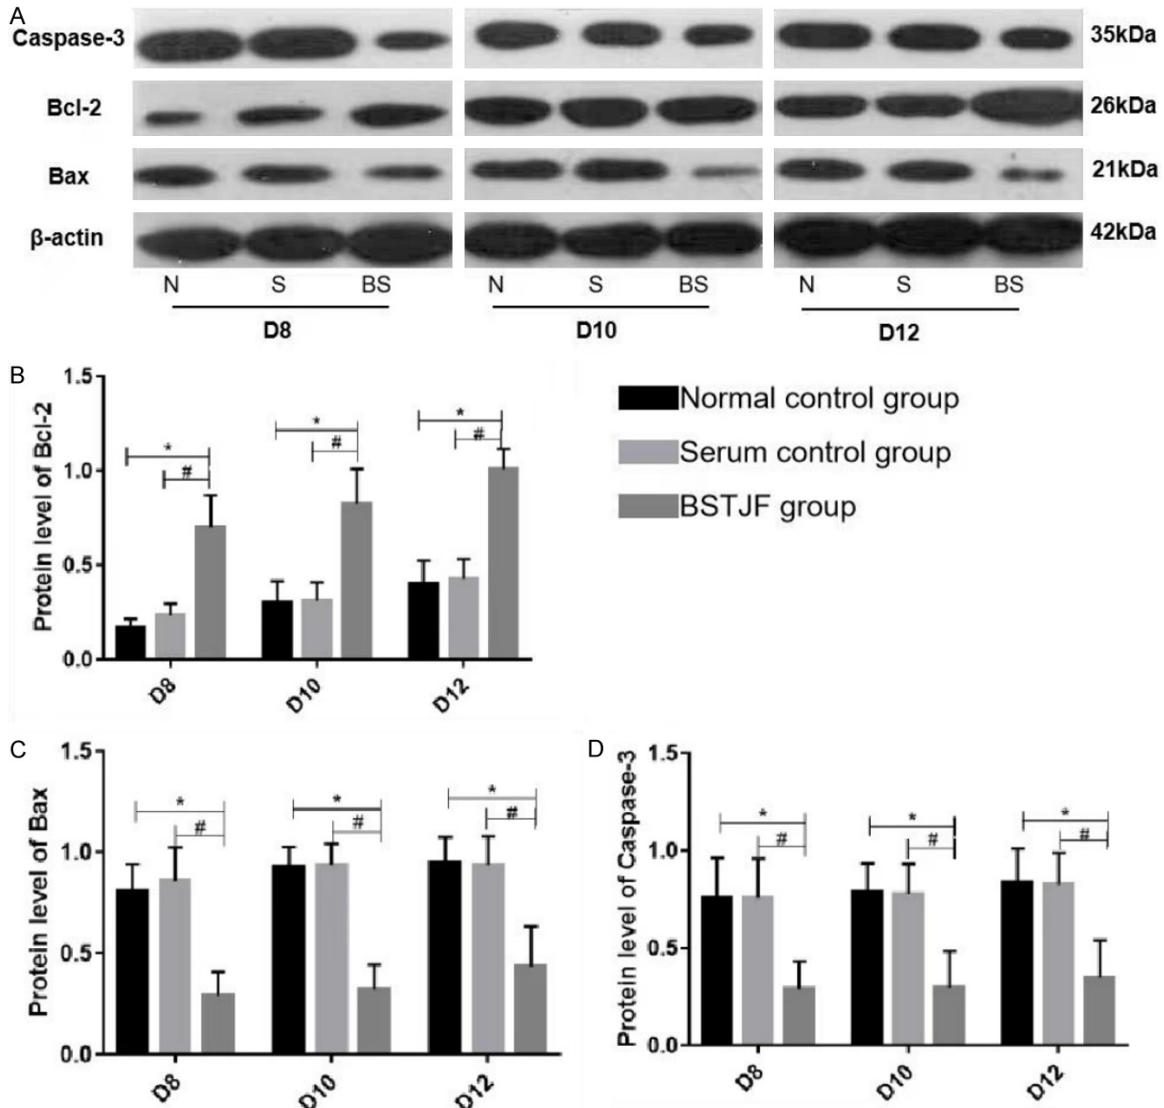 A
Caspase-3
35kDa
Bcl-2
26kDa
Bax
21kDa
β-actin
42kDa
N S BS N S BS N S BS
D8 D10 D12
B
Protein level of Bcl-2
1.5
1.0
0.5
0.0
* # * # * #
D8 D10 D12
Normal control group
Serum control group
BSTJF group
C
Protein level of Bax
1.5
1.0
0.5
0.0
* # * # * #
D8 D10 D12
D
Protein level of Caspase-3
1.5
1.0
0.5
0.0
* # * # * #
D8 D10 D12